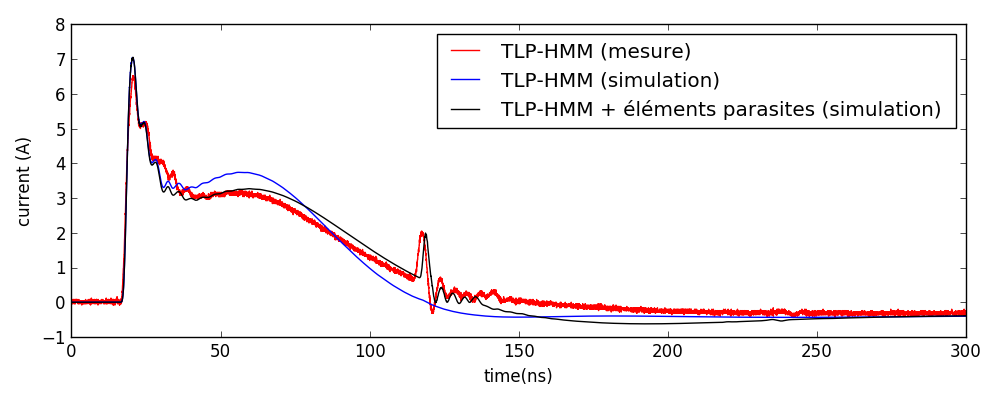 8
7
6
5
4
3
2
1
0
−1
current (A)
TLP-HMM (mesure)
TLP-HMM (simulation)
TLP-HMM + éléments parasites (simulation)
0 50 100 150 200 250 300
time(ns)